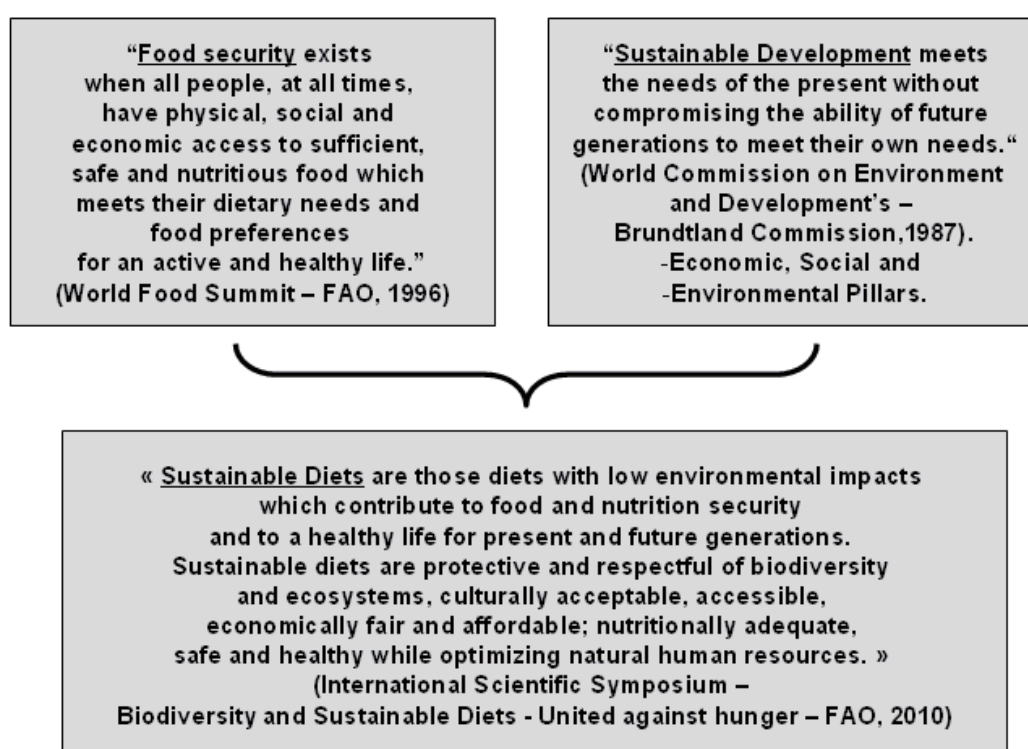 “Food security exists
when all people, at all times,
have physical, social and
economic access to sufficient,
safe and nutritious food which
meets their dietary needs and
food preferences
for an active and healthy life.”
(World Food Summit – FAO, 1996)
“Sustainable Development meets
the needs of the present without
compromising the ability of future
generations to meet their own needs.“
(World Commission on Environment
and Development’s –
Brundtland Commission,1987).
-Economic, Social and
-Environmental Pillars.
« Sustainable Diets are those diets with low environmental impacts
which contribute to food and nutrition security
and to a healthy life for present and future generations.
Sustainable diets are protective and respectful of biodiversity
and ecosystems, culturally acceptable, accessible,
economically fair and affordable; nutritionally adequate,
safe and healthy while optimizing natural human resources. »
(International Scientific Symposium –
Biodiversity and Sustainable Diets - United against hunger – FAO, 2010)